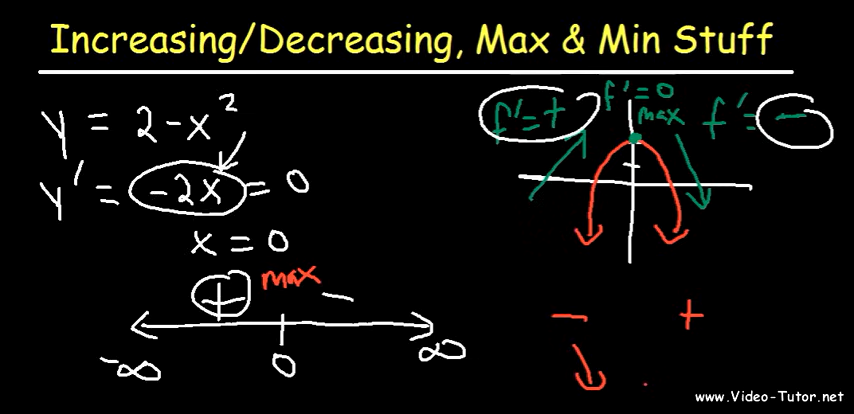 Increasing/Decreasing, Max & Min Stuff
y = 2-x²
y' = -2x = 0
x = 0
+ max -
-∞ 0 ∞
f'=0
f'=+ max f'= -
- +
www.Video-Tutor.net